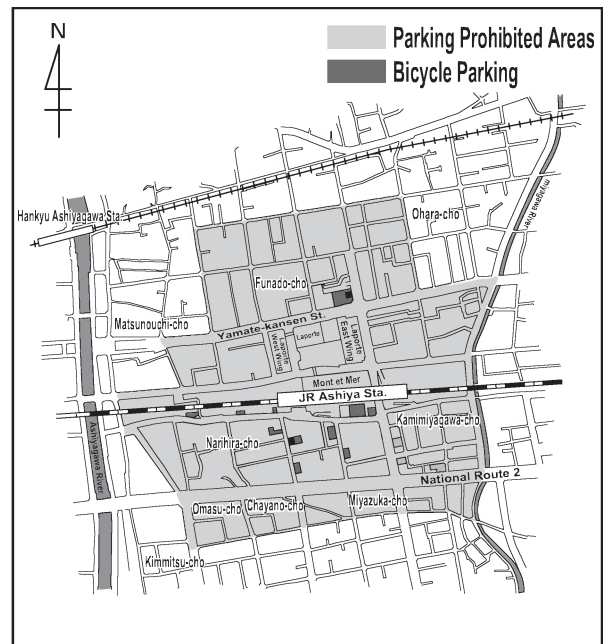 N
Parking Prohibited Areas
Bicycle Parking
Hankyu Ashiyagawa Sta.
Ohara-cho
miyagawa River
Funado-cho
Matsunouchi-cho
Yamate-kansen St.
Laporte
West Wing
Laporte
Laporte
East Wing
Mont et Mer
JR Ashiya Sta.
Kamimiyagawa-cho
Ashiyagawa River
Narihira-cho
National Route 2
Omasu-cho
Chayano-cho
Miyazuka-cho
Kimmitsu-cho